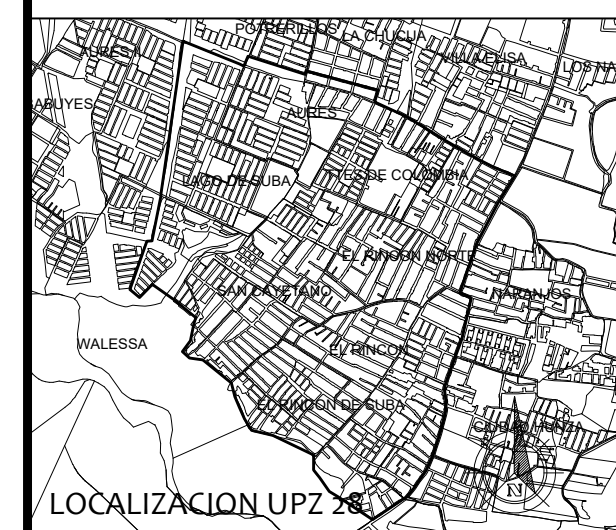 POTRERILLOS
LA CHUCUA
AURES II
VILLA ELISA
LOS NA
ABUYES
AURES
LAGO DE SUBA
TTES DE COLOMBIA
EL RINCON NORTE
SAN CAYETANO
NARANJOS
WALESSA
EL RINCON
EL RINCON DE SUBA
CIUDAD HUNZA
N
LOCALIZACION UPZ 28